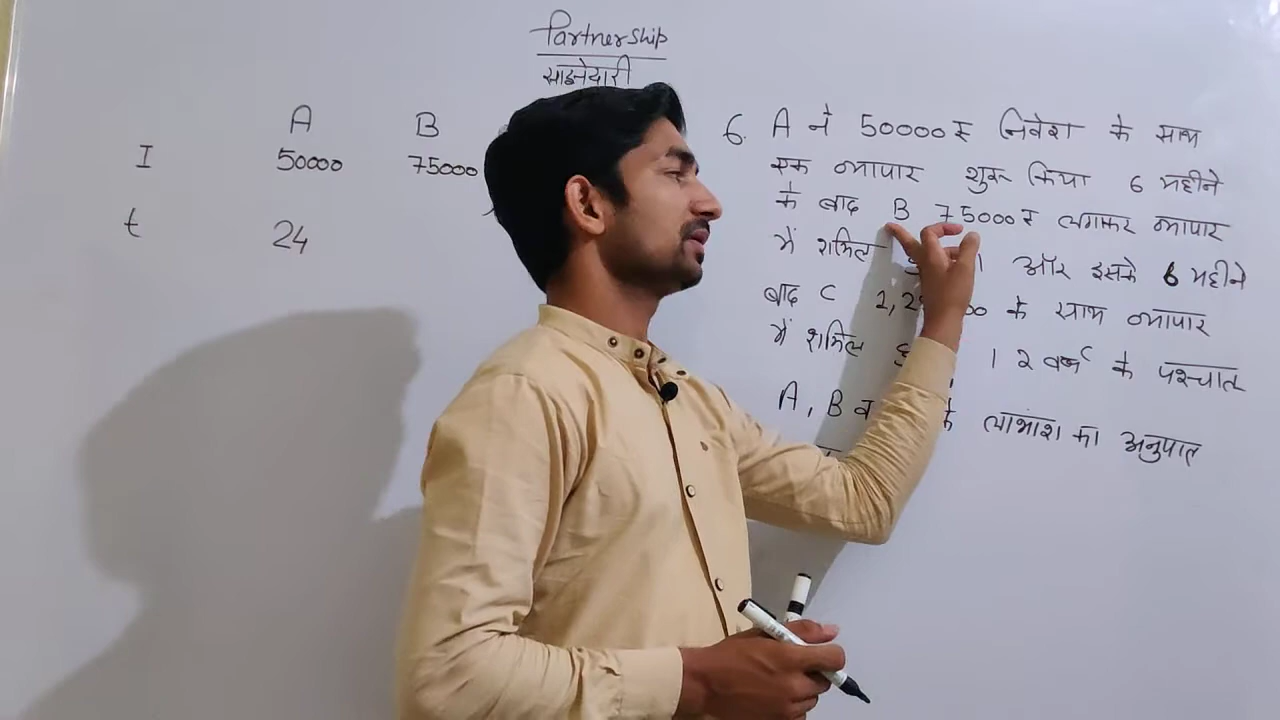 Partnership
साझेदारी
A B
I 50000 75000
t 24
6. A ने 50000₹ निवेश के साथ
एक व्यापार शुरू किया 6 महीने
के बाद B 75000₹ लगाकर व्यापार
में शामिल और इसके 6 महीने
बाद C के साथ व्यापार
में शामिल । 2 वर्ष के पश्चात
A, B के लाभांश का अनुपात